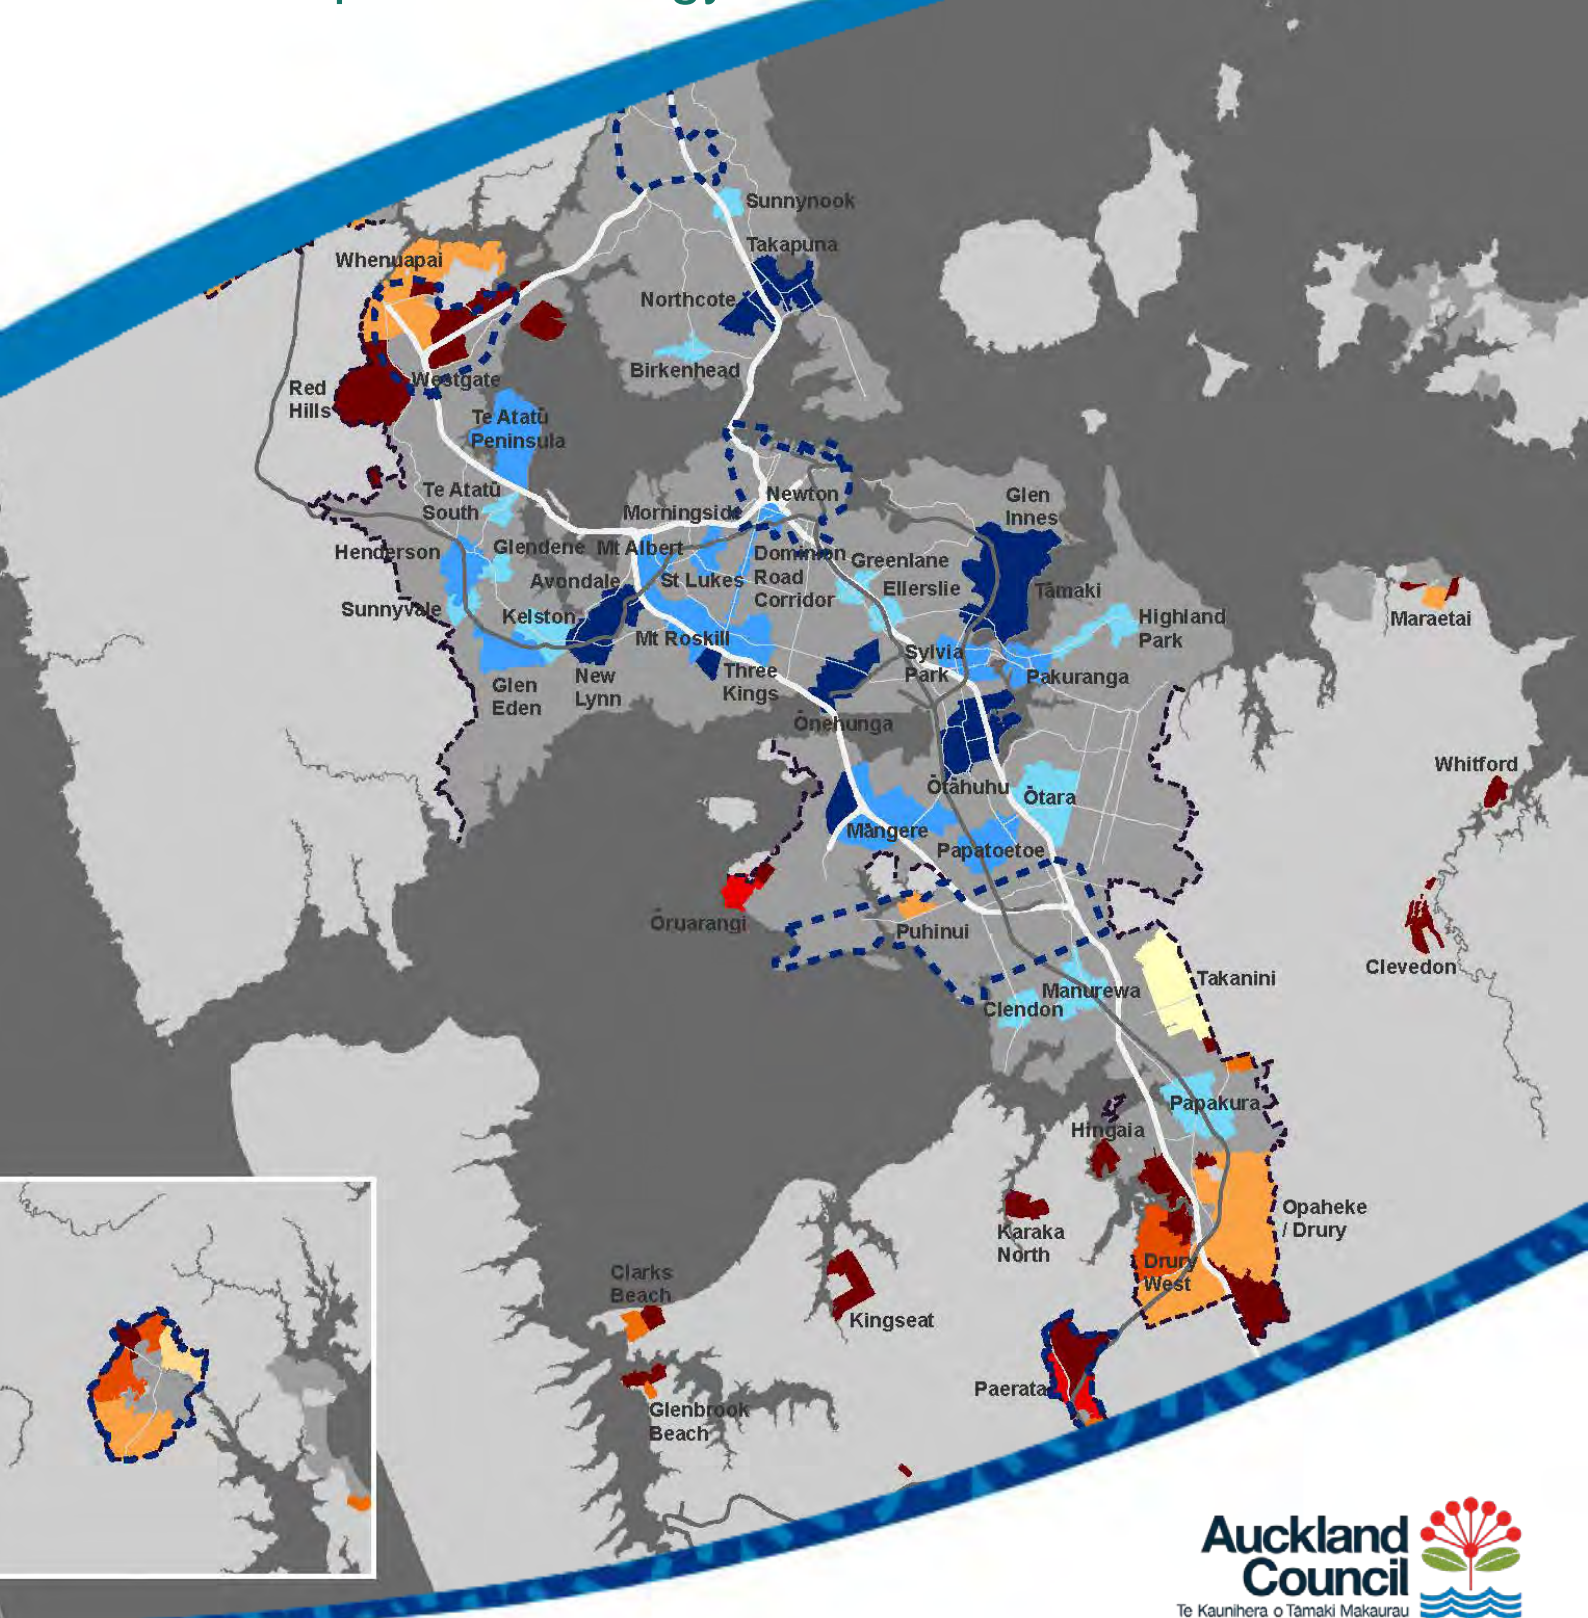 Sunnynook
Takapuna
Whenuapai
Northcote
Birkenhead
Westgate
Red
Hills
Te Atatū
Peninsula
Te Atatū
South
Newton
Glen
Innes
Morningside
Henderson
Glendene
Mt Albert
Dominion
Road
Corridor
Greenlane
Avondale
St Lukes
Ellerslie
Tāmaki
Maraetai
Sunnyvale
Kelston
Highland
Park
Mt Roskill
Sylvia
Park
Glen
Eden
New
Lynn
Three
Kings
Pakuranga
Ōnehunga
Whitford
Ōtāhuhu
Ōtara
Māngere
Papatoetoe
Ōruarangi
Puhinui
Clevedon
Takanini
Manurewa
Clendon
Papakura
Hingaia
Opaheke
/ Drury
Karaka
North
Drury
West
Clarks
Beach
Kingseat
Paerata
Glenbrook
Beach
Auckland
Council
Te Kaunihera o Tāmaki Makaurau